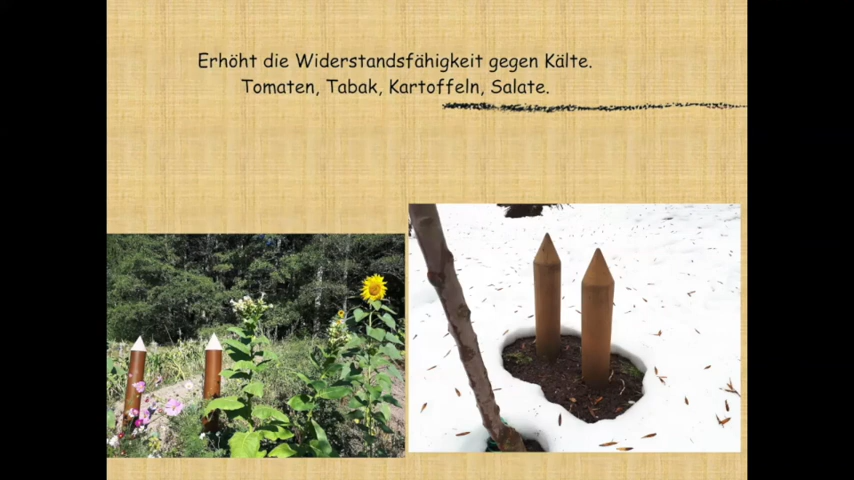 Erhöht die Widerstandsfähigkeit gegen Kälte.
Tomaten, Tabak, Kartoffeln, Salate.